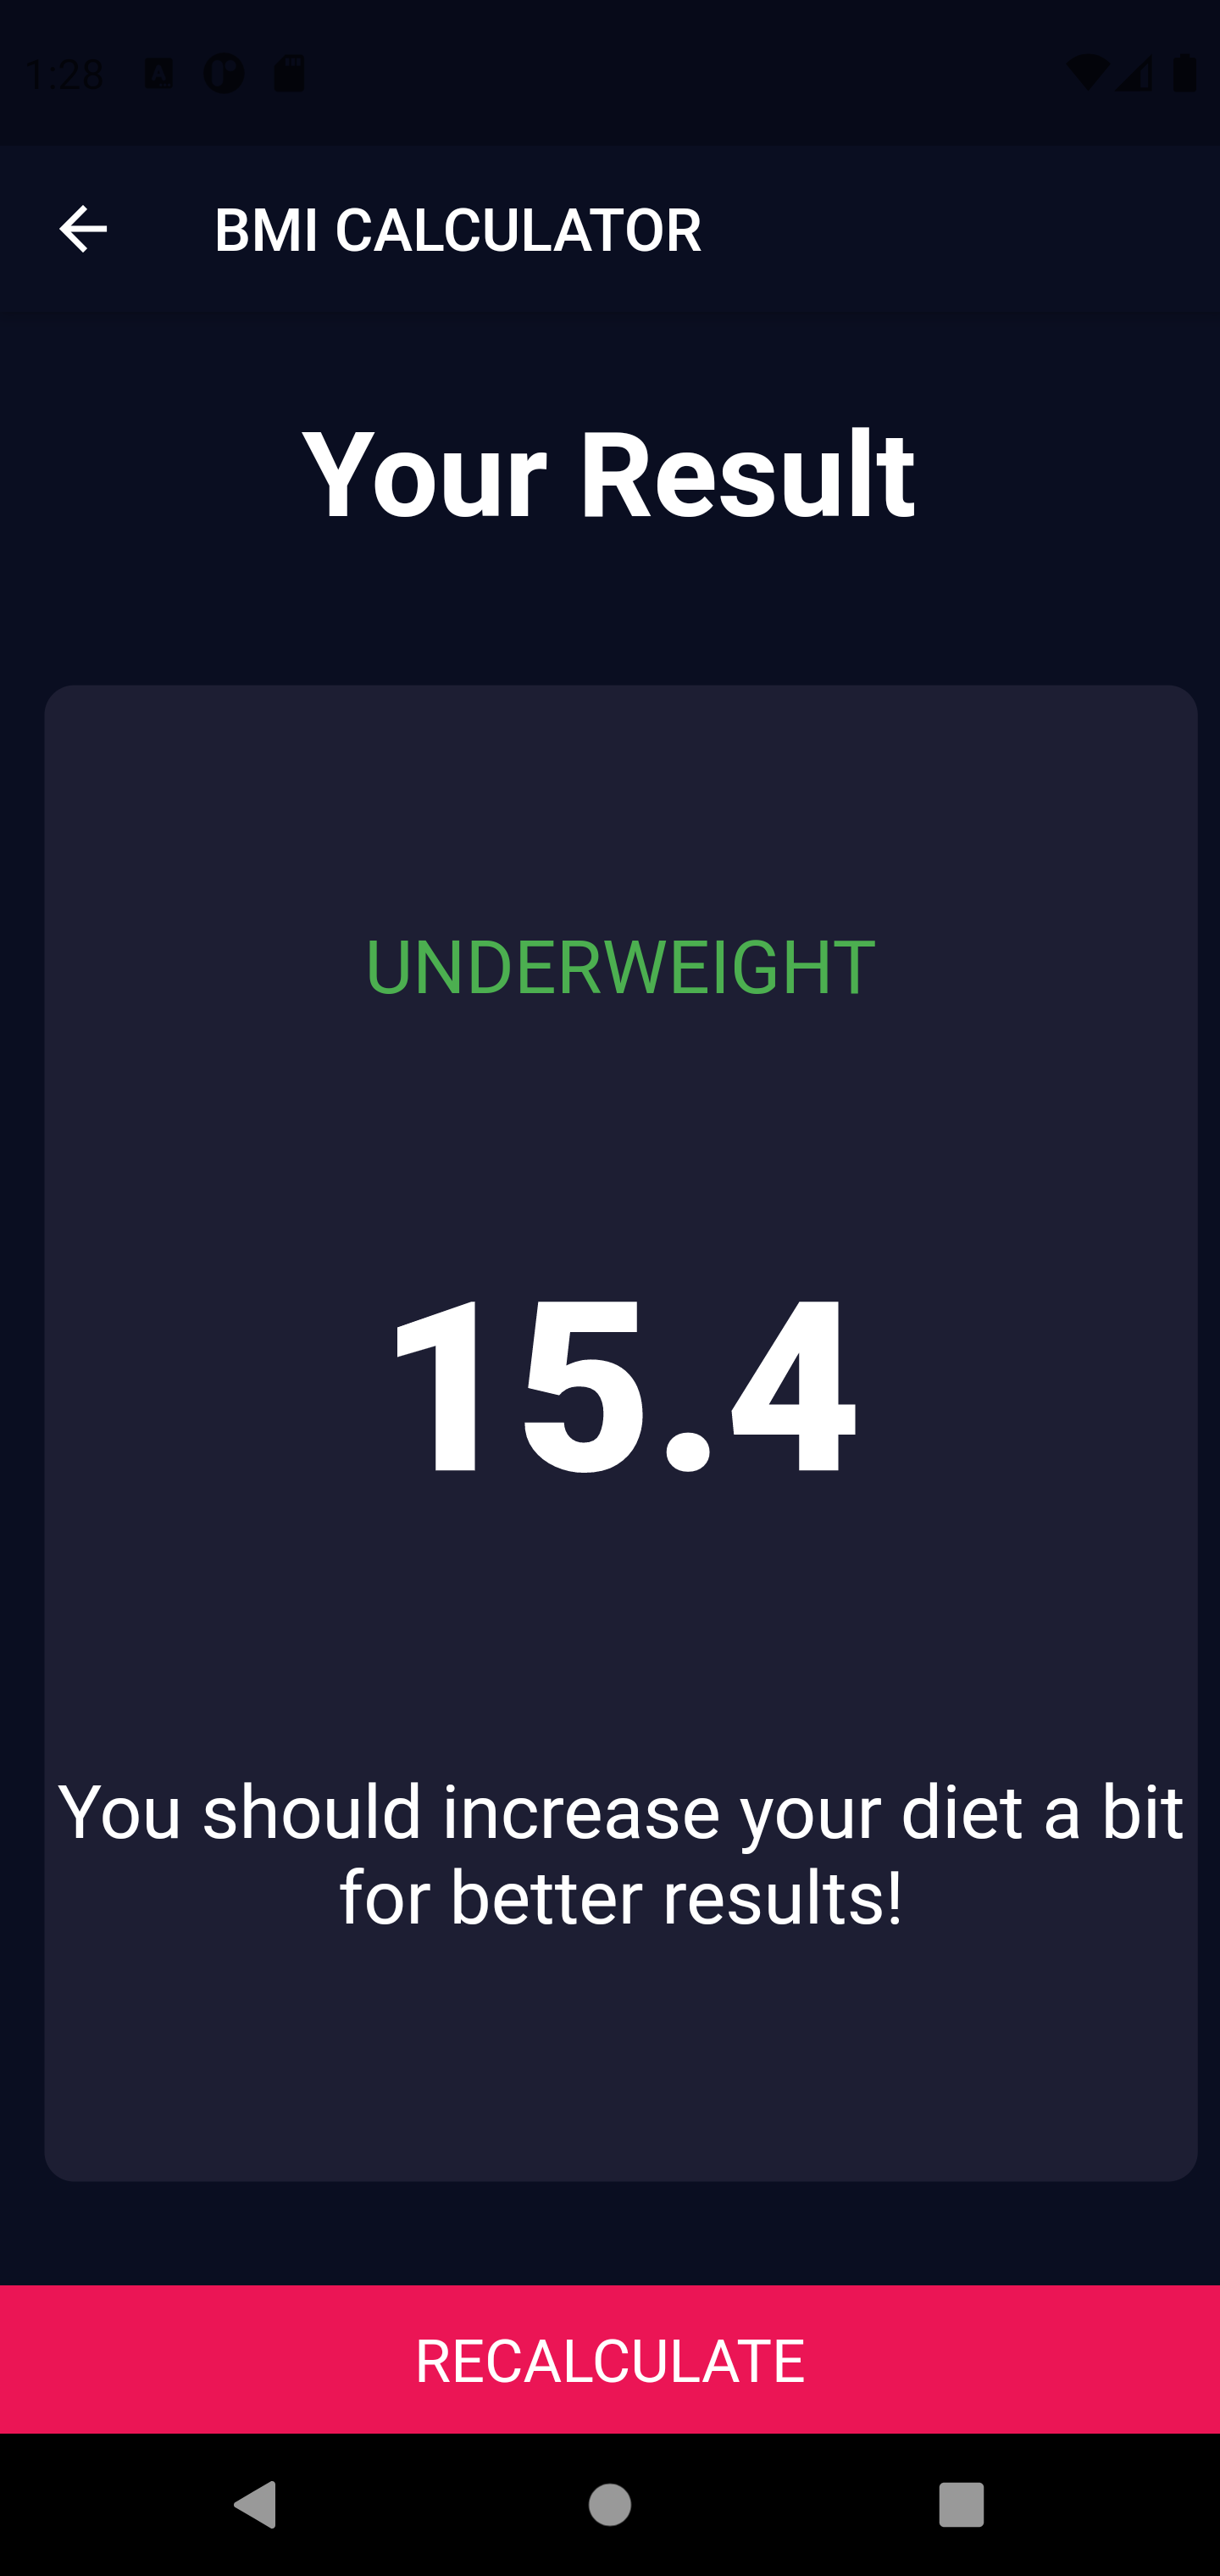 1:28
BMI CALCULATOR
Your Result
UNDERWEIGHT
15.4
You should increase your diet a bit
for better results!
RECALCULATE